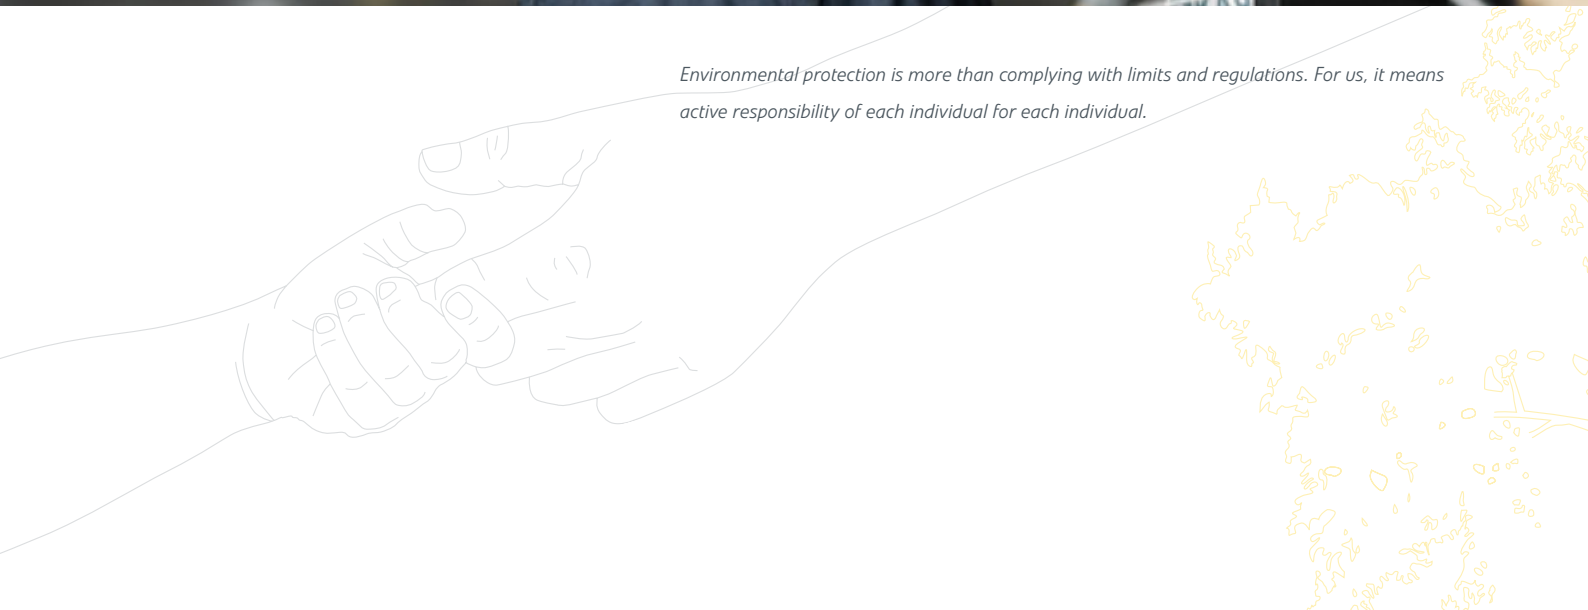 Environmental protection is more than complying with limits and regulations. For us, it means
active responsibility of each individual for each individual.